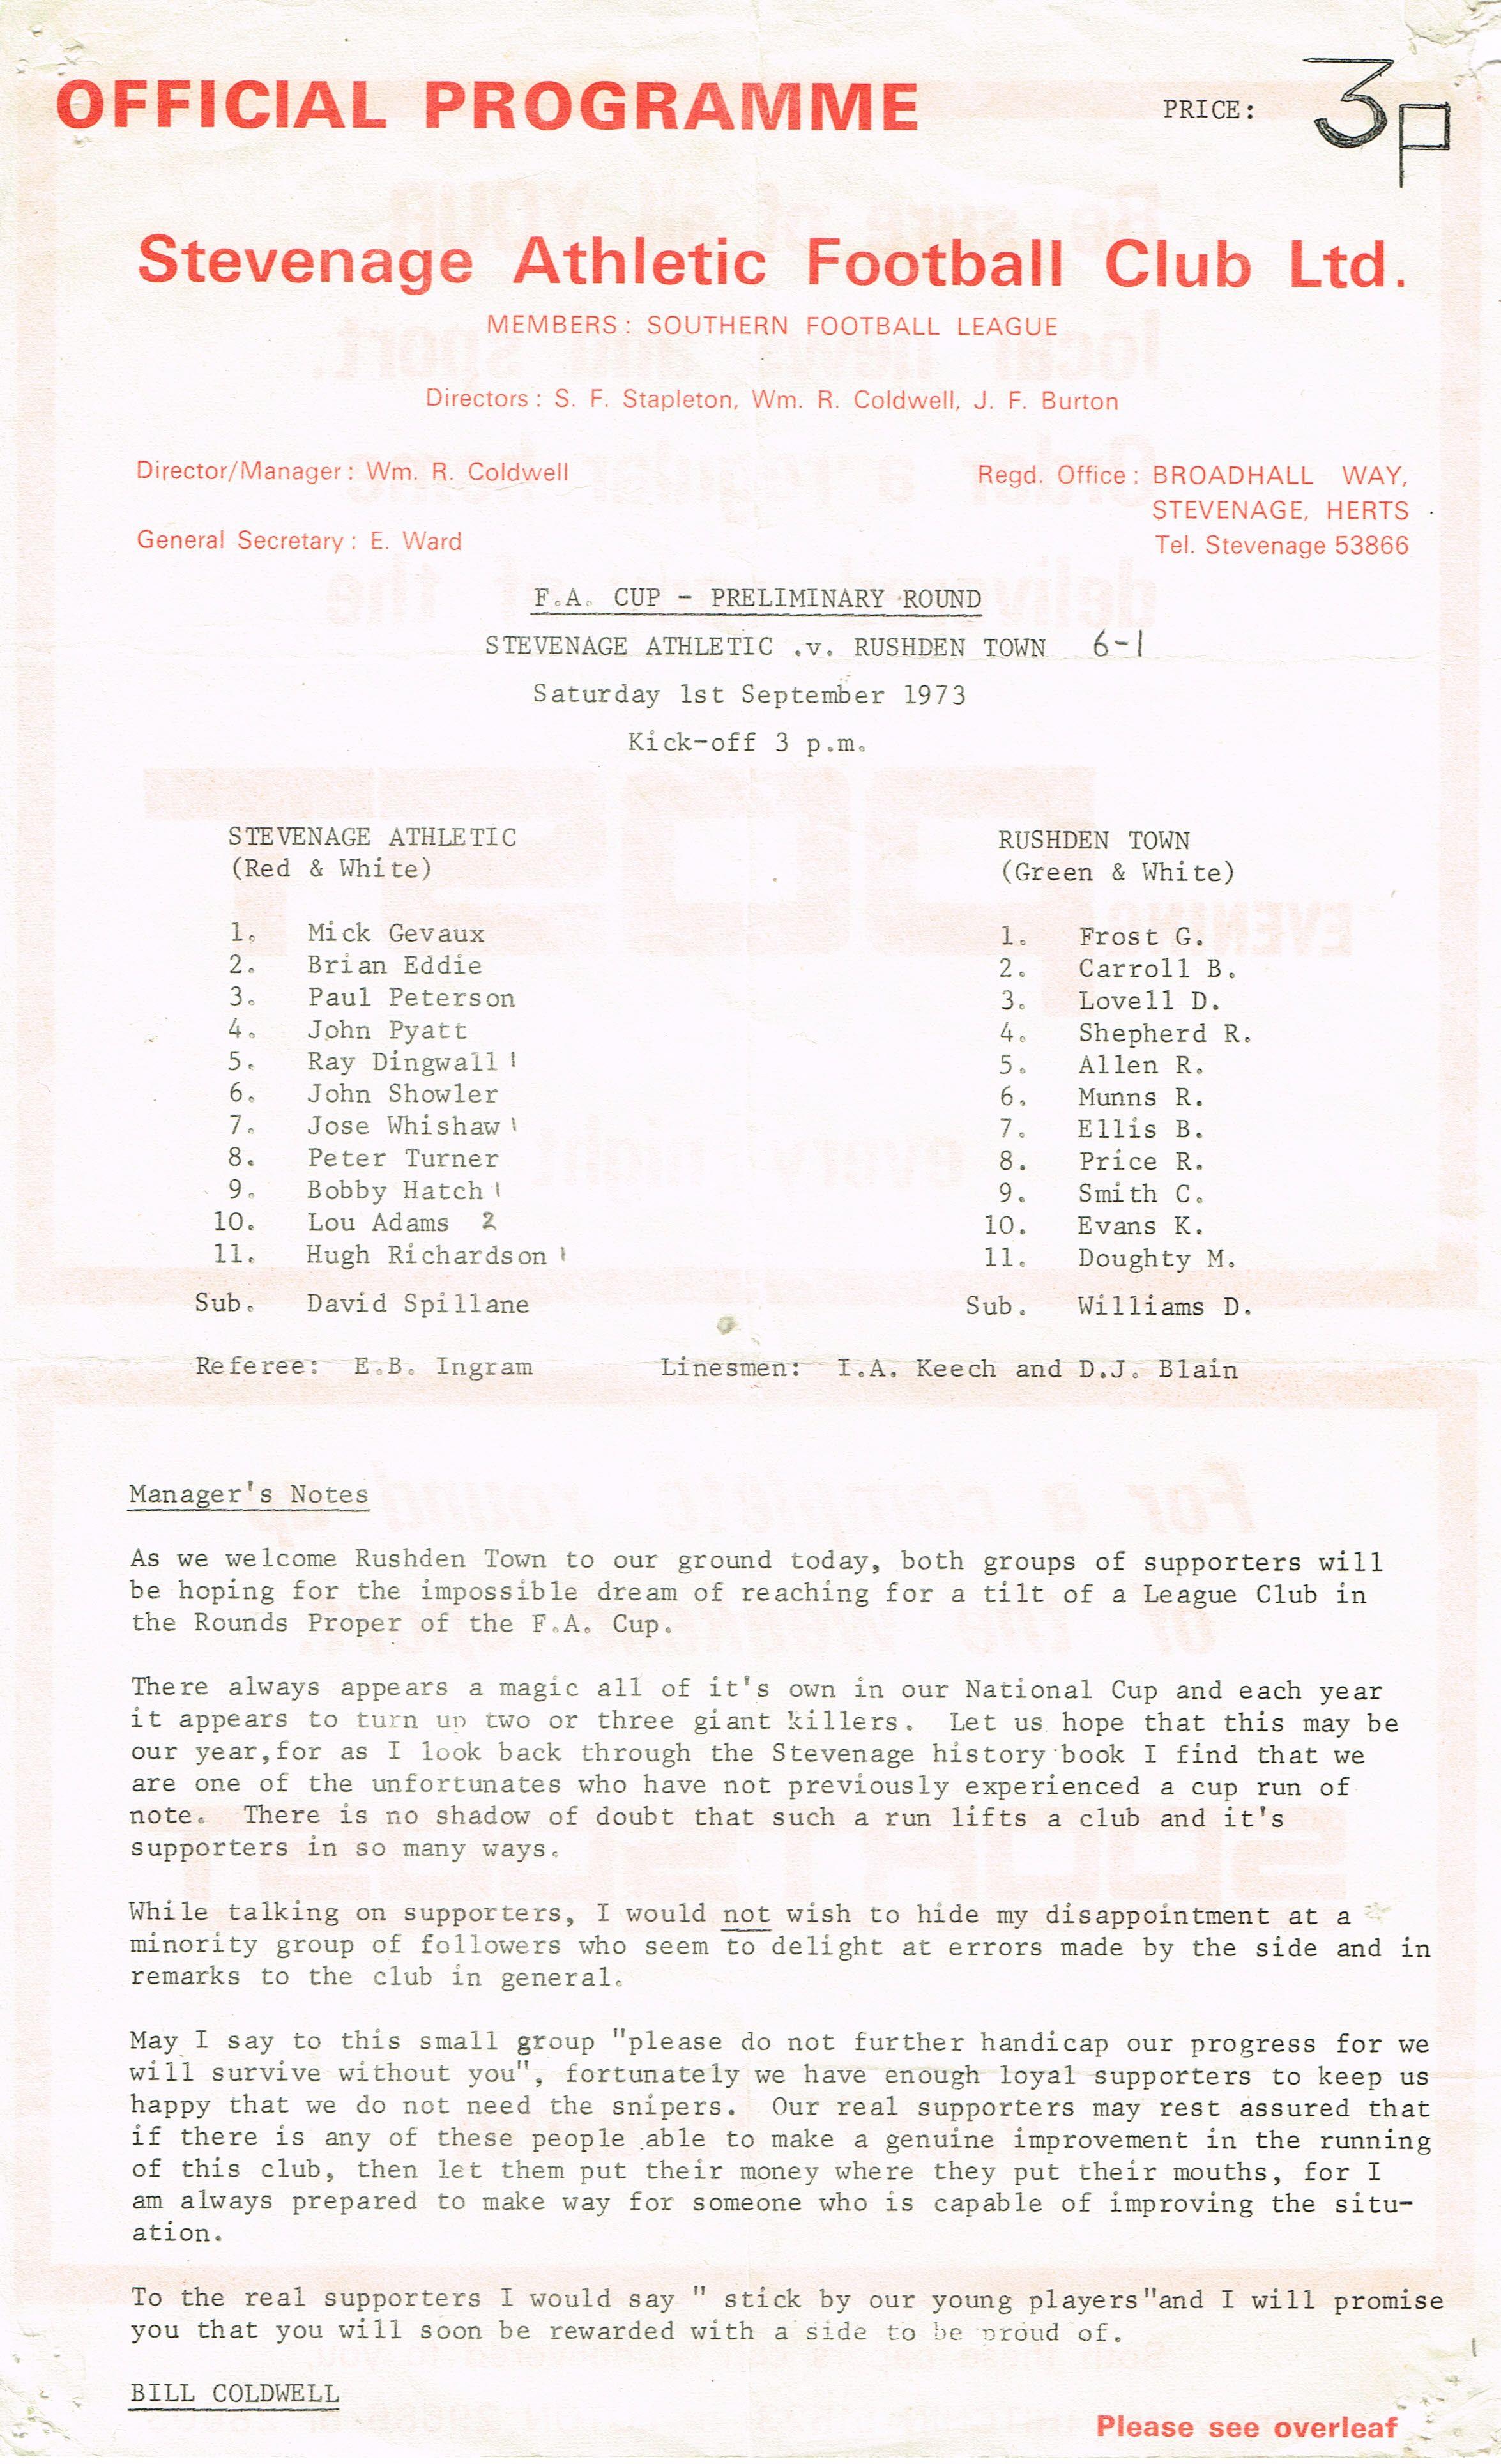 OFFICIAL PROGRAMME PRICE: 3p
Stevenage Athletic Football Club Ltd.
MEMBERS: SOUTHERN FOOTBALL LEAGUE
Directors: S. F. Stapleton, Wm. R. Coldwell, J. F. Burton
Director/Manager: Wm. R. Coldwell
General Secretary: E. Ward
Regd. Office: BROADHALL WAY,
STEVENAGE, HERTS.
Tel. Stevenage 53866
F.A. CUP - PRELIMINARY ROUND
STEVENAGE ATHLETIC .v. RUSHDEN TOWN 6-1
Saturday 1st September 1973
Kick-off 3 p.m.
STEVENAGE ATHLETIC
(Red & White)
1. Mick Gevaux
2. Brian Eddie
3. Paul Peterson
4. John Pyatt
5. Ray Dingwall 1
6. John Showler
7. Jose Whishaw 1
8. Peter Turner
9. Bobby Hatch 1
10. Lou Adams 2
11. Hugh Richardson 1
Sub. David Spillane
RUSHDEN TOWN
(Green & White)
1. Frost G.
2. Carroll B.
3. Lovell D.
4. Shepherd R.
5. Allen R.
6. Munns R.
7. Ellis B.
8. Price R.
9. Smith C.
10. Evans K.
11. Doughty M.
Sub. Williams D.
Referee: E.B. Ingram Linesmen: I.A. Keech and D.J. Blain
Manager's Notes
As we welcome Rushden Town to our ground today, both groups of supporters will
be hoping for the impossible dream of reaching for a tilt of a League Club in
the Rounds Proper of the F.A. Cup.
There always appears a magic all of it's own in our National Cup and each year
it appears to turn up two or three giant killers. Let us hope that this may be
our year,for as I look back through the Stevenage history book I find that we
are one of the unfortunates who have not previously experienced a cup run of
note. There is no shadow of doubt that such a run lifts a club and it's
supporters in so many ways.
While talking on supporters, I would not wish to hide my disappointment at a
minority group of followers who seem to delight at errors made by the side and in
remarks to the club in general.
May I say to this small group "please do not further handicap our progress for we
will survive without you", fortunately we have enough loyal supporters to keep us
happy that we do not need the snipers. Our real supporters may rest assured that
if there is any of these people able to make a genuine improvement in the running
of this club, then let them put their money where they put their mouths, for I
am always prepared to make way for someone who is capable of improving the situ-
ation.
To the real supporters I would say " stick by our young players"and I will promise
you that you will soon be rewarded with a side to be proud of.
BILL COLDWELL
Please see overleaf